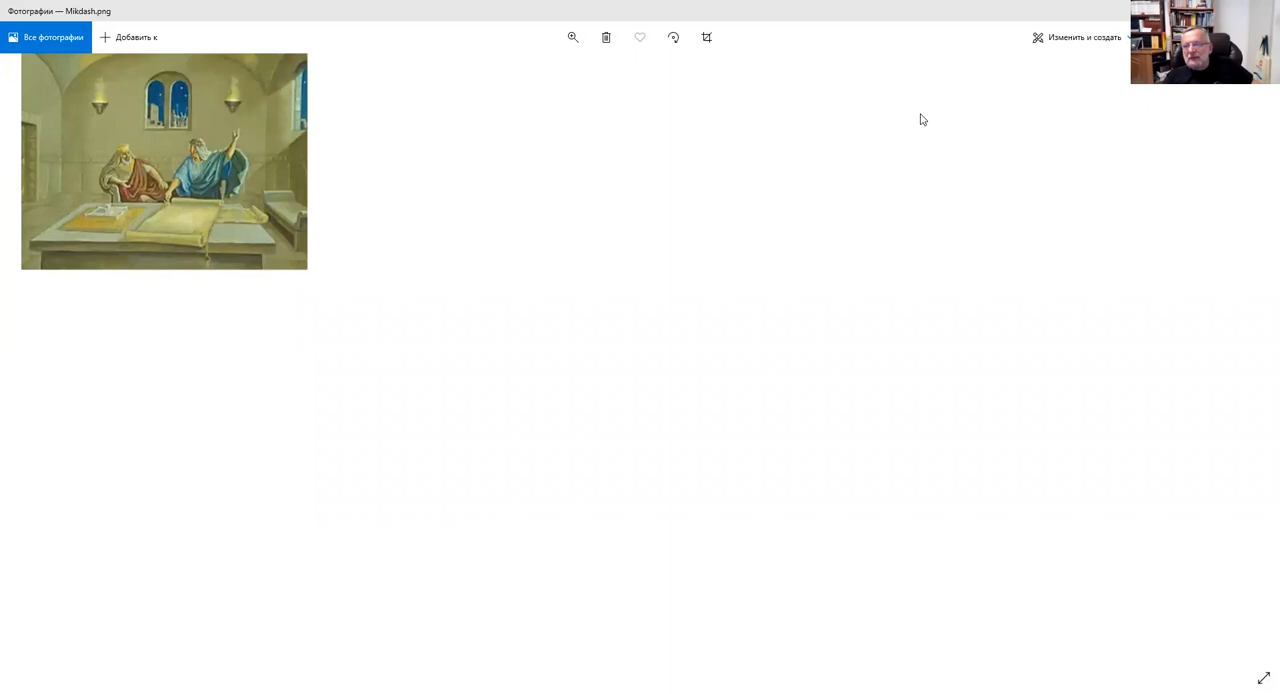 Фотографии — Mikdash.png
Все фотографии
Добавить к
Изменить и создать